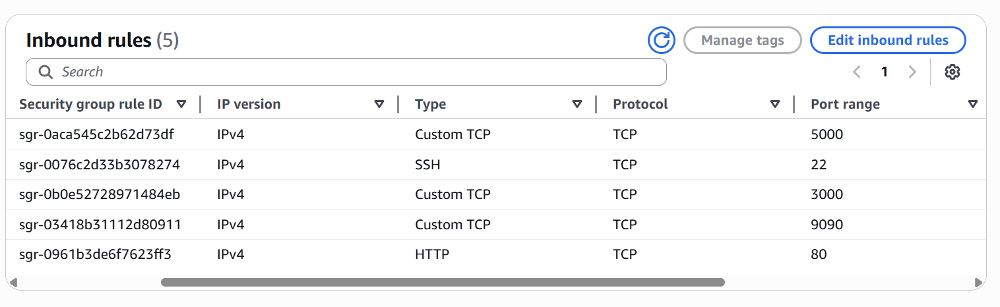 Inbound rules (5)
Manage tags
Edit inbound rules
Search
1
Security group rule ID IP version Type Protocol Port range
sgr-0aca545c2b62d73df IPv4 Custom TCP TCP 5000
sgr-0076c2d33b3078274 IPv4 SSH TCP 22
sgr-0b0e52728971484eb IPv4 Custom TCP TCP 3000
sgr-03418b31112d80911 IPv4 Custom TCP TCP 9090
sgr-0961b3de6f7623ff3 IPv4 HTTP TCP 80